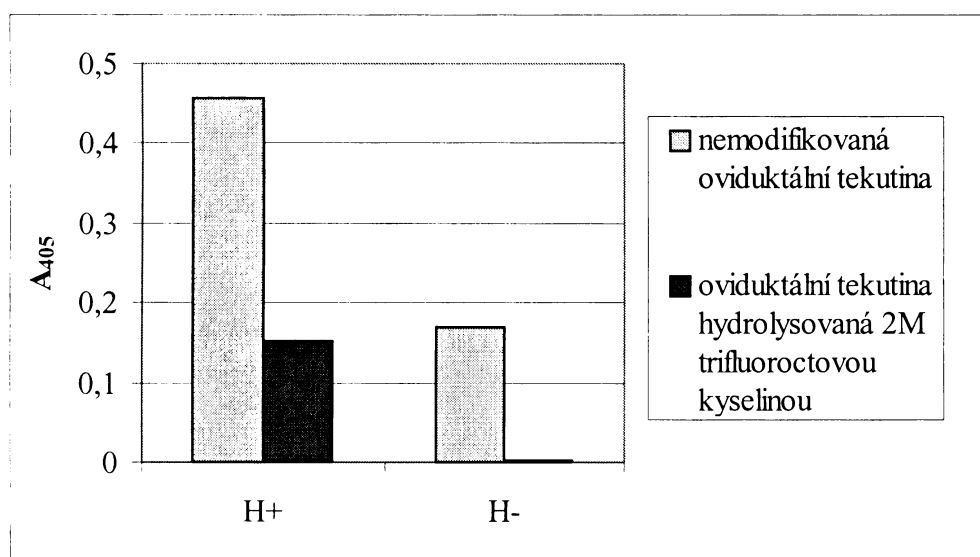 0,5
0,4
0,3
0,2
0,1
0
A405
H+
H-
nemodifikovaná
oviduktální tekutina
oviduktální tekutina
hydrolysovaná 2M
trifluoroctovou
kyselinou